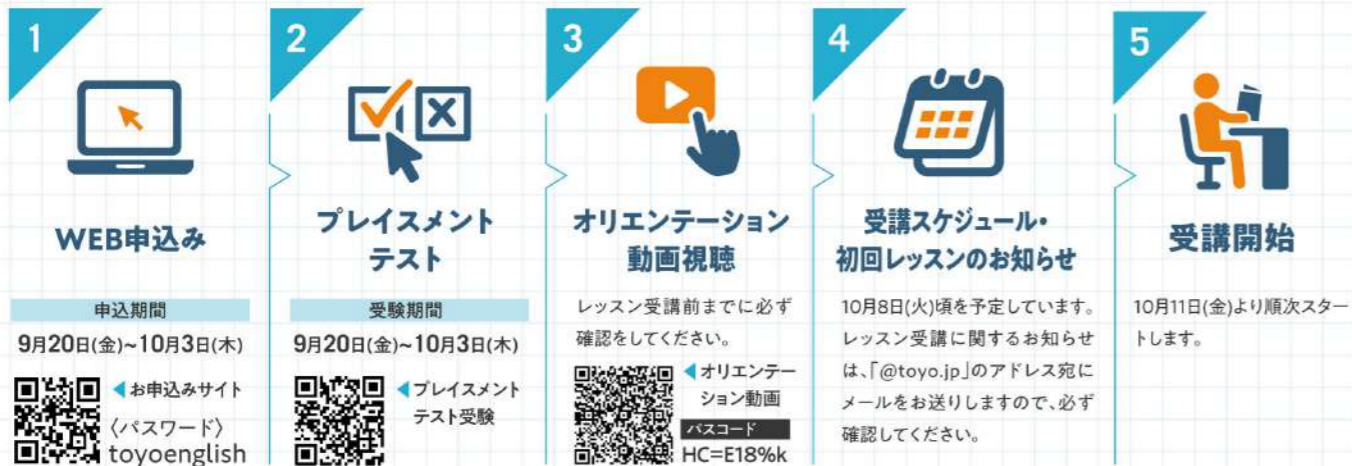 1
WEB申込み
申込期間
9月20日(金)~10月3日(木)
◀お申込みサイト
〈パスワード〉
toyoenglish
2
プレイスメント
テスト
受験期間
9月20日(金)~10月3日(木)
◀プレイスメント
テスト受験
3
オリエンテーション
動画視聴
レッスン受講前までに必ず
確認をしてください。
◀オリエンテー
ション動画
パスコード
HC=E18%k
4
受講スケジュール・
初回レッスンのお知らせ
10月8日(火)頃を予定しています。
レッスン受講に関するお知らせ
は、「@toyo.jp」のアドレス宛に
メールをお送りしますので、必ず
確認してください。
5
受講開始
10月11日(金)より順次スター
トします。